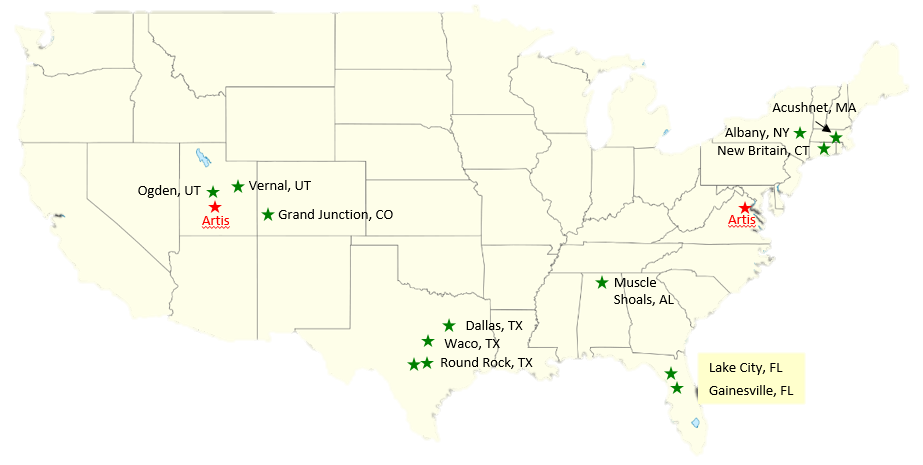 Acushnet, MA
Albany, NY
New Britain, CT
Ogden, UT
Vernal, UT
Artis
Grand Junction, CO
Artis
Muscle
Shoals, AL
Dallas, TX
Waco, TX
Round Rock, TX
Lake City, FL
Gainesville, FL